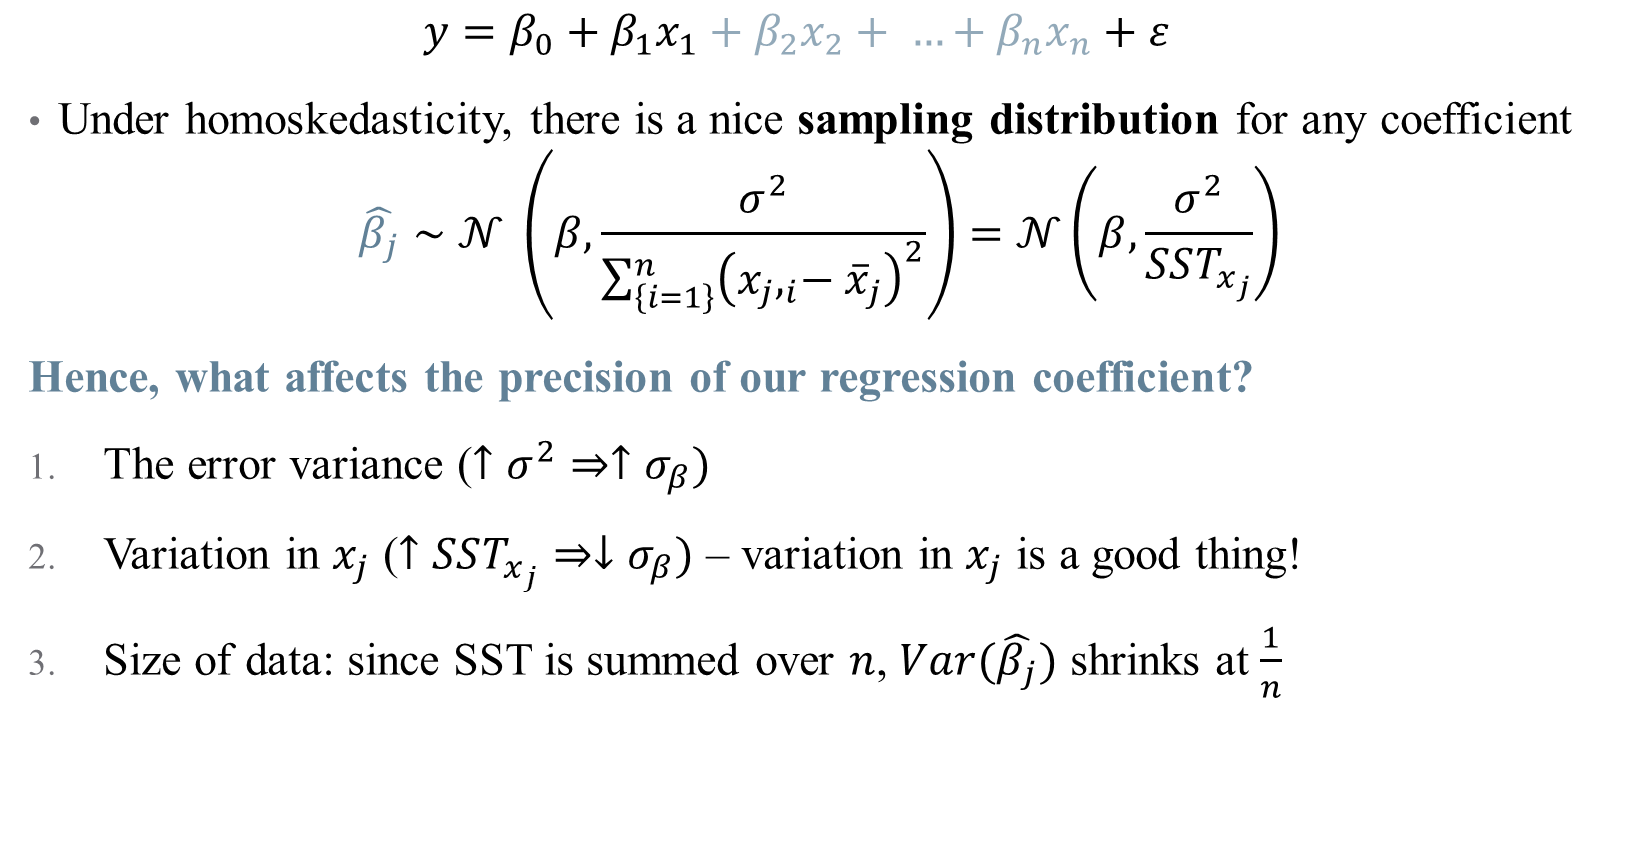 y = β₀ + β₁x₁ + β₂x₂ + … + βₙxₙ + ε
• Under homoskedasticity, there is a nice sampling distribution for any coefficient
β̂ⱼ ~ 𝒩 (β, σ² / Σⁿ_{i=1}(xⱼ,ᵢ − x̄ⱼ)²) = 𝒩 (β, σ² / SST_xⱼ)
Hence, what affects the precision of our regression coefficient?
1. The error variance (↑ σ² ⇒↑ σᵦ)
2. Variation in xⱼ (↑ SST_xⱼ ⇒↓ σᵦ) – variation in xⱼ is a good thing!
3. Size of data: since SST is summed over n, Var(β̂ⱼ) shrinks at 1/n